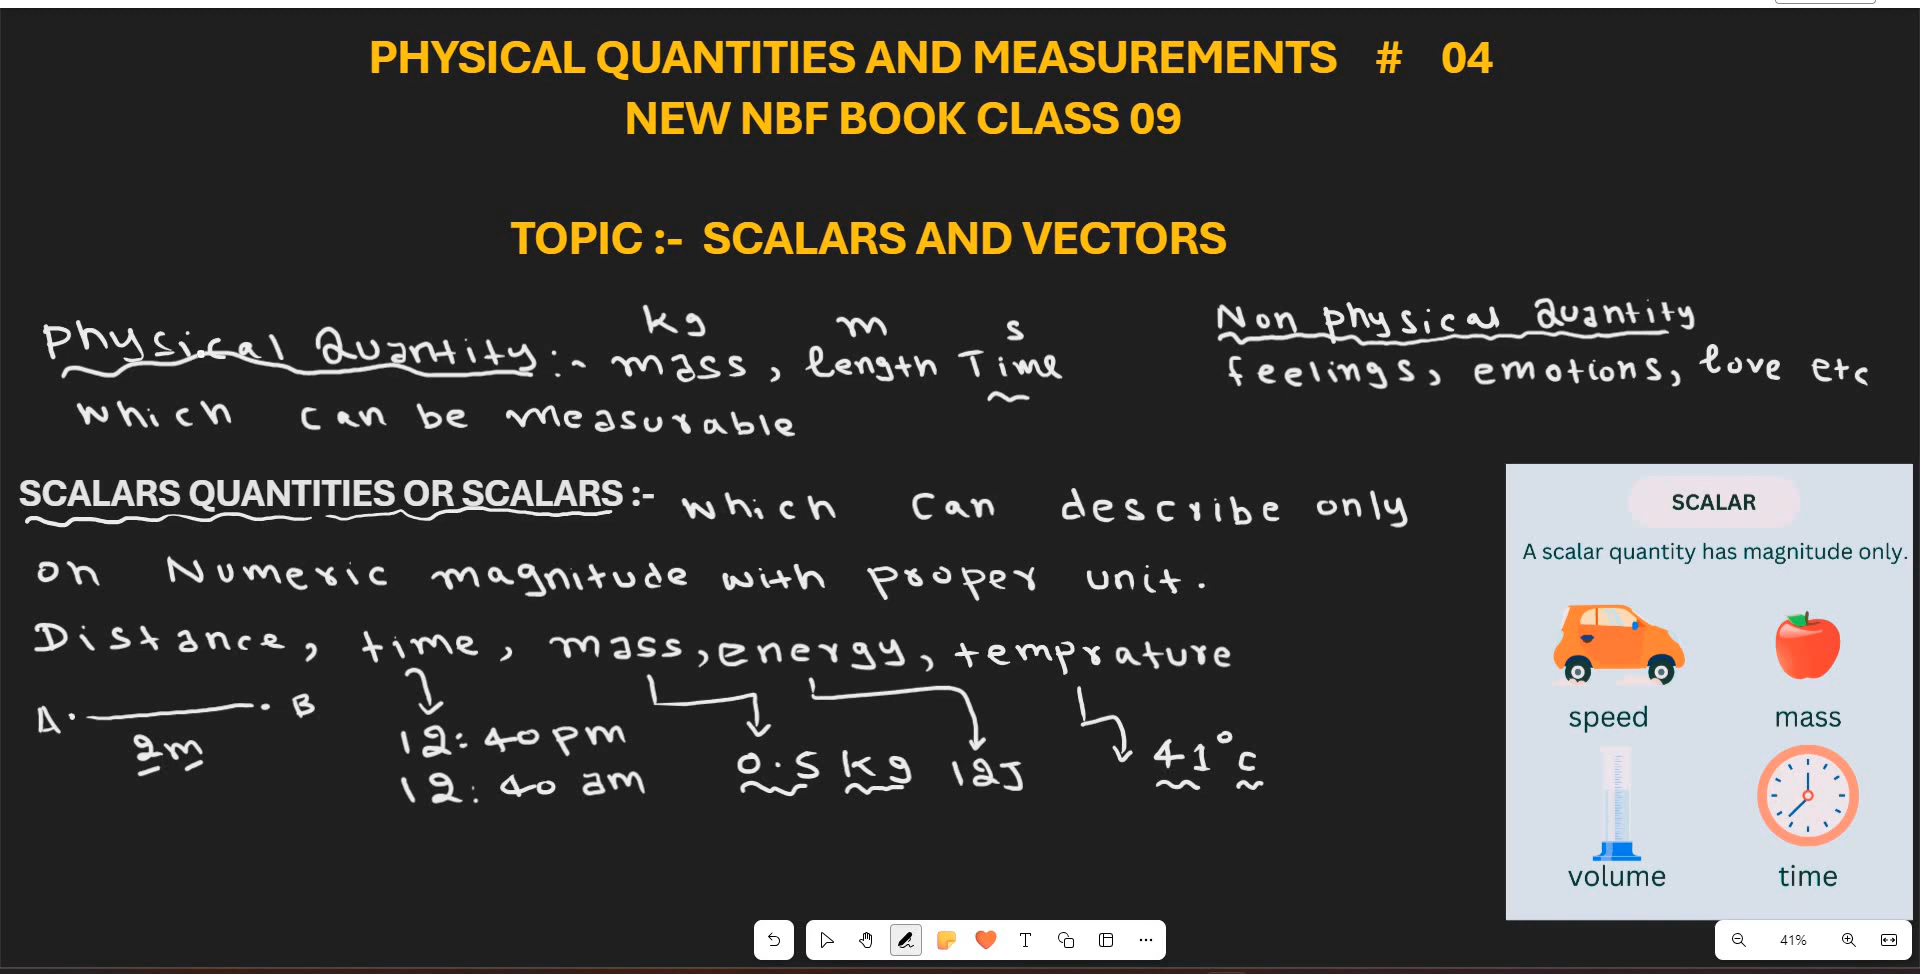 PHYSICAL QUANTITIES AND MEASUREMENTS # 04
NEW NBF BOOK CLASS 09
TOPIC :- SCALARS AND VECTORS
kg m s
Physical Quantity :- mass, length Time
which can be measurable
Non physical Quantity
feelings, emotions, love etc
SCALARS QUANTITIES OR SCALARS :- which can describe only
on Numeric magnitude with proper unit.
Distance, time, mass, energy, temprature
A B
2m
12:40 pm
12:40 am
0.5 kg 12J 41°c
SCALAR
A scalar quantity has magnitude only.
speed mass
volume time
T
41%